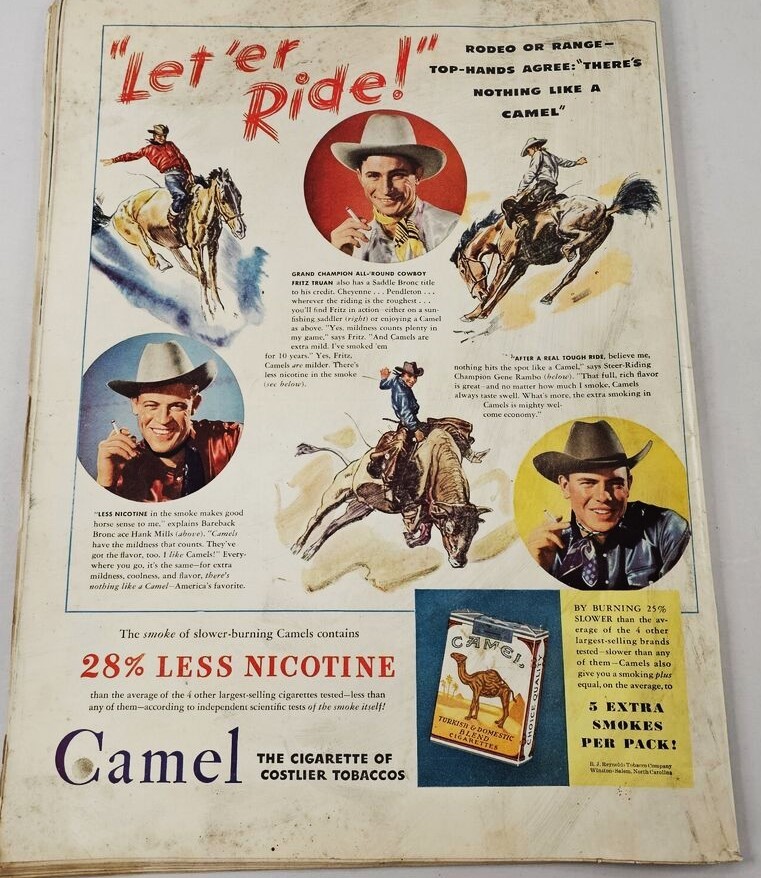 "Let 'er
Ride!"
RODEO OR RANGE—
TOP-HANDS AGREE: "THERE'S
NOTHING LIKE A
CAMEL"
GRAND CHAMPION ALL-'ROUND COWBOY
FRITZ TRUAN also has a Saddle Bronc title
to his credit. Cheyenne . . . Pendleton . . .
wherever the riding is the roughest . . .
you'll find Fritz in action—either on a sun-
fishing saddler (right) or enjoying a Camel
as above. "Yes, mildness counts plenty in
my game," says Fritz. "And Camels are
extra mild. I've smoked 'em
for 10 years." Yes, Fritz,
Camels are milder. There's
less nicotine in the smoke
(see below).
"AFTER A REAL TOUGH RIDE, believe me,
nothing hits the spot like a Camel," says Steer-Riding
Champion Gene Rambo (below). "That full, rich flavor
is great—and no matter how much I smoke, Camels
always taste swell. What's more, the extra smoking in
Camels is mighty wel-
come economy."
"LESS NICOTINE in the smoke makes good
horse sense to me," explains Bareback
Bronc ace Hank Mills (above). "Camels
have the mildness that counts. They've
got the flavor, too. I like Camels!" Every-
where you go, it's the same—for extra
mildness, coolness, and flavor, there's
nothing like a Camel—America's favorite.
The smoke of slower-burning Camels contains
28% LESS NICOTINE
than the average of the 4 other largest-selling cigarettes tested—less than
any of them—according to independent scientific tests of the smoke itself!
Camel
THE CIGARETTE OF
COSTLIER TOBACCOS
CAMEL
TURKISH & DOMESTIC
BLEND
CIGARETTES
CHOICE QUALITY
BY BURNING 25%
SLOWER than the av-
erage of the 4 other
largest-selling brands
tested—slower than any
of them—Camels also
give you a smoking plus
equal, on the average, to
5 EXTRA
SMOKES
PER PACK!
R. J. Reynolds Tobacco Company
Winston-Salem, North Carolina